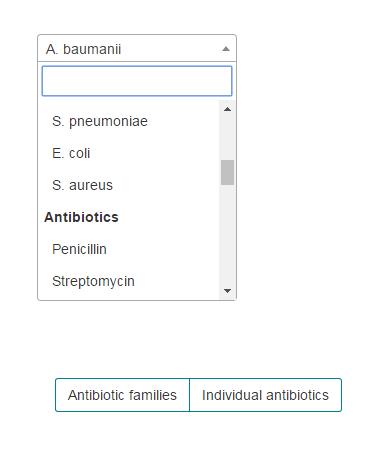 A. baumanii
S. pneumoniae
E. coli
S. aureus
Antibiotics
Penicillin
Streptomycin
Antibiotic families
Individual antibiotics